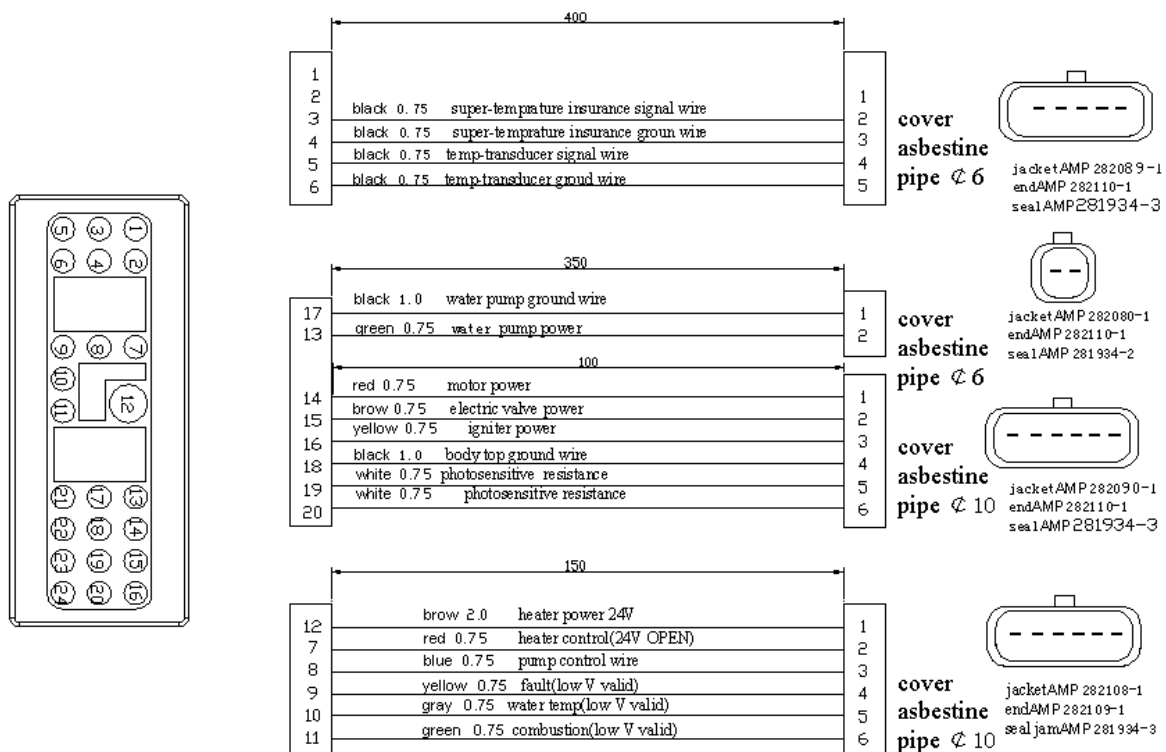 400
1
2
3
4
5
6
black 0.75 super-temprature insurance signal wire
black 0.75 super-temprature insurance groun wire
black 0.75 temp-transducer signal wire
black 0.75 temp-transducer groud wire
1
2
3
4
5
cover
asbestine
pipe ¢ 6
jacketAMP 282089-1
endAMP 282110-1
sealAMP281934-3
5 3 1
6 4 2
9 8 7
10
11 12
21 17 13
22 18 14
23 19 15
24 20 16
350
17
13
black 1.0 water pump ground wire
green 0.75 water pump power
1
2
cover
asbestine
pipe ¢ 6
jacketAMP 282080-1
endAMP 282110-1
sealAMP 281934-2
100
14
15
16
18
19
20
red 0.75 motor power
brow 0.75 electric valve power
yellow 0.75 igniter power
black 1.0 body top ground wire
white 0.75 photosensitive resistance
white 0.75 photosensitive resistance
1
2
3
4
5
6
cover
asbestine
pipe ¢ 10
jacketAMP 282090-1
endAMP 282110-1
sealAMP281934-3
150
12
7
8
9
10
11
brow 2.0 heater power 24V
red 0.75 heater control(24V OPEN)
blue 0.75 pump control wire
yellow 0.75 fault(low V valid)
gray 0.75 water temp(low V valid)
green 0.75 combustion(low V valid)
1
2
3
4
5
6
cover
asbestine
pipe ¢ 10
jacketAMP 282108-1
endAMP 282109-1
seal jamAMP 281934-3